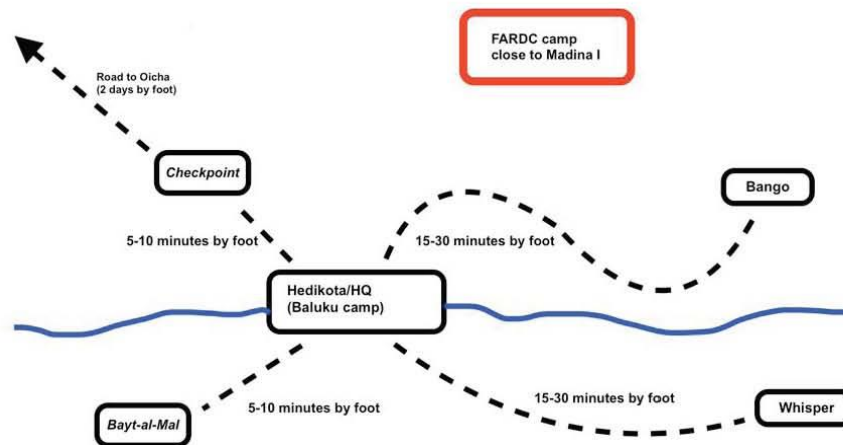 FARDC camp
close to Madina I
Road to Oicha
(2 days by foot)
Checkpoint
Bango
5-10 minutes by foot
15-30 minutes by foot
Hedikota/HQ
(Baluku camp)
15-30 minutes by foot
5-10 minutes by foot
Whisper
Bayt-al-Mal